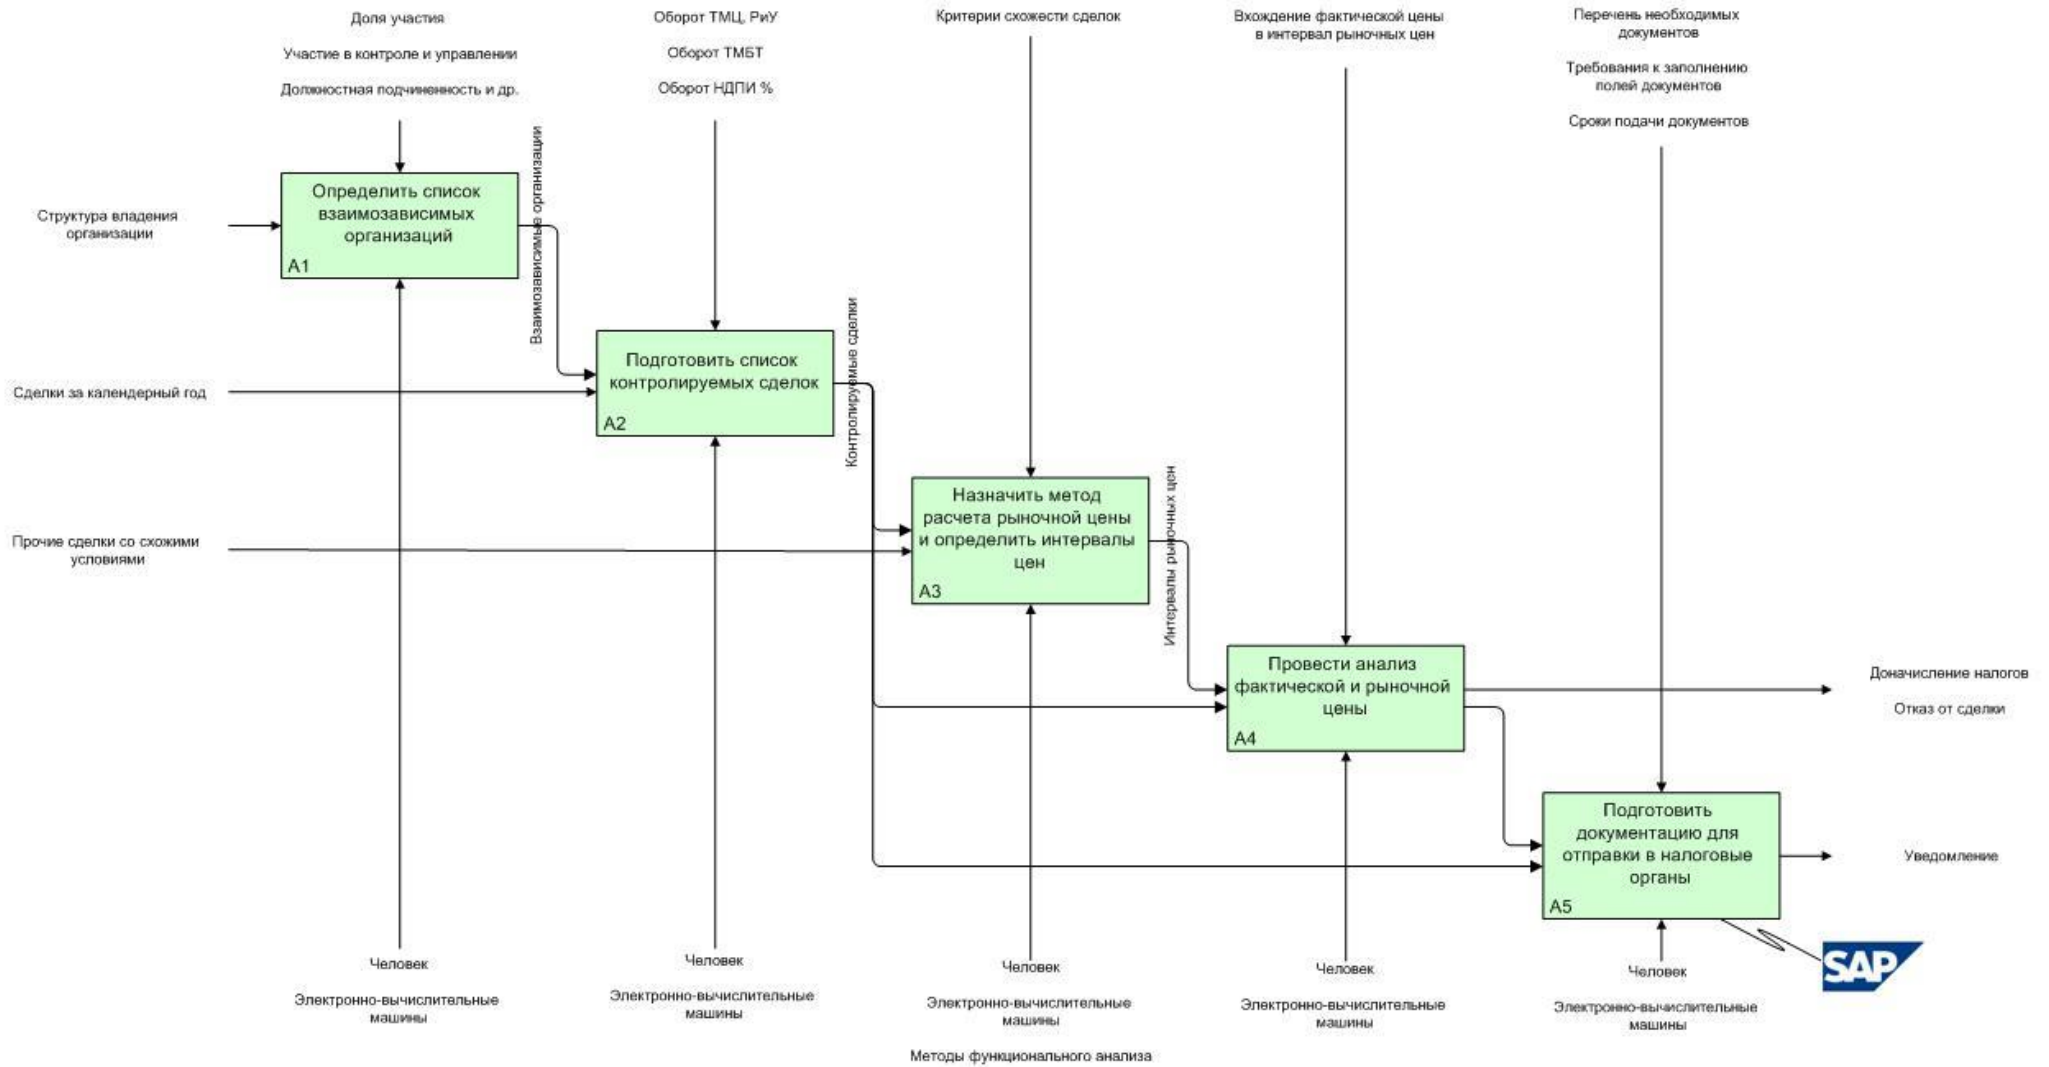 Доля участия
Участие в контроле и управлении
Должностная подчиненность и др.
Оборот ТМЦ, РиУ
Оборот ТМБТ
Оборот НДПИ %
Критерии схожести сделок
Вхождение фактической цены
в интервал рыночных цен
Перечень необходимых
документов
Требования к заполнению
полей документов
Сроки подачи документов
Структура владения
организации
Определить список
взаимозависимых
организаций
A1
Взаимозависимые организации
Сделки за календерный год
Подготовить список
контролируемых сделок
A2
Контролируемые сделки
Прочие сделки со схожими
условиями
Назначить метод
расчета рыночной цены
и определить интервалы
цен
A3
Интервалы рыночных цен
Провести анализ
фактической и рыночной
цены
A4
Доначисление налогов
Отказ от сделки
Подготовить
документацию для
отправки в налоговые
органы
A5
Уведомление
SAP
Человек
Электронно-вычислительные
машины
Человек
Электронно-вычислительные
машины
Человек
Электронно-вычислительные
машины
Методы функционального анализа
Человек
Электронно-вычислительные
машины
Человек
Электронно-вычислительные
машины